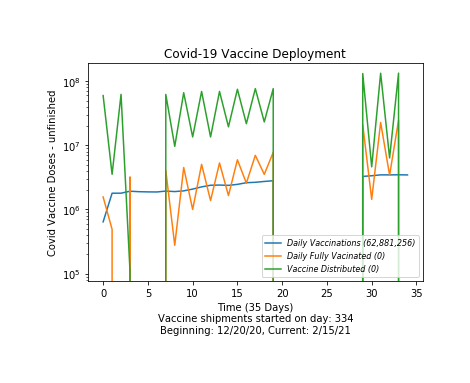 Covid-19 Vaccine Deployment
Covid Vaccine Doses - unfinished
10⁸
10⁷
10⁶
10⁵
Daily Vaccinations (62,881,256)
Daily Fully Vacinated (0)
Vaccine Distributed (0)
0 5 10 15 20 25 30 35
Time (35 Days)
Vaccine shipments started on day: 334
Beginning: 12/20/20, Current: 2/15/21